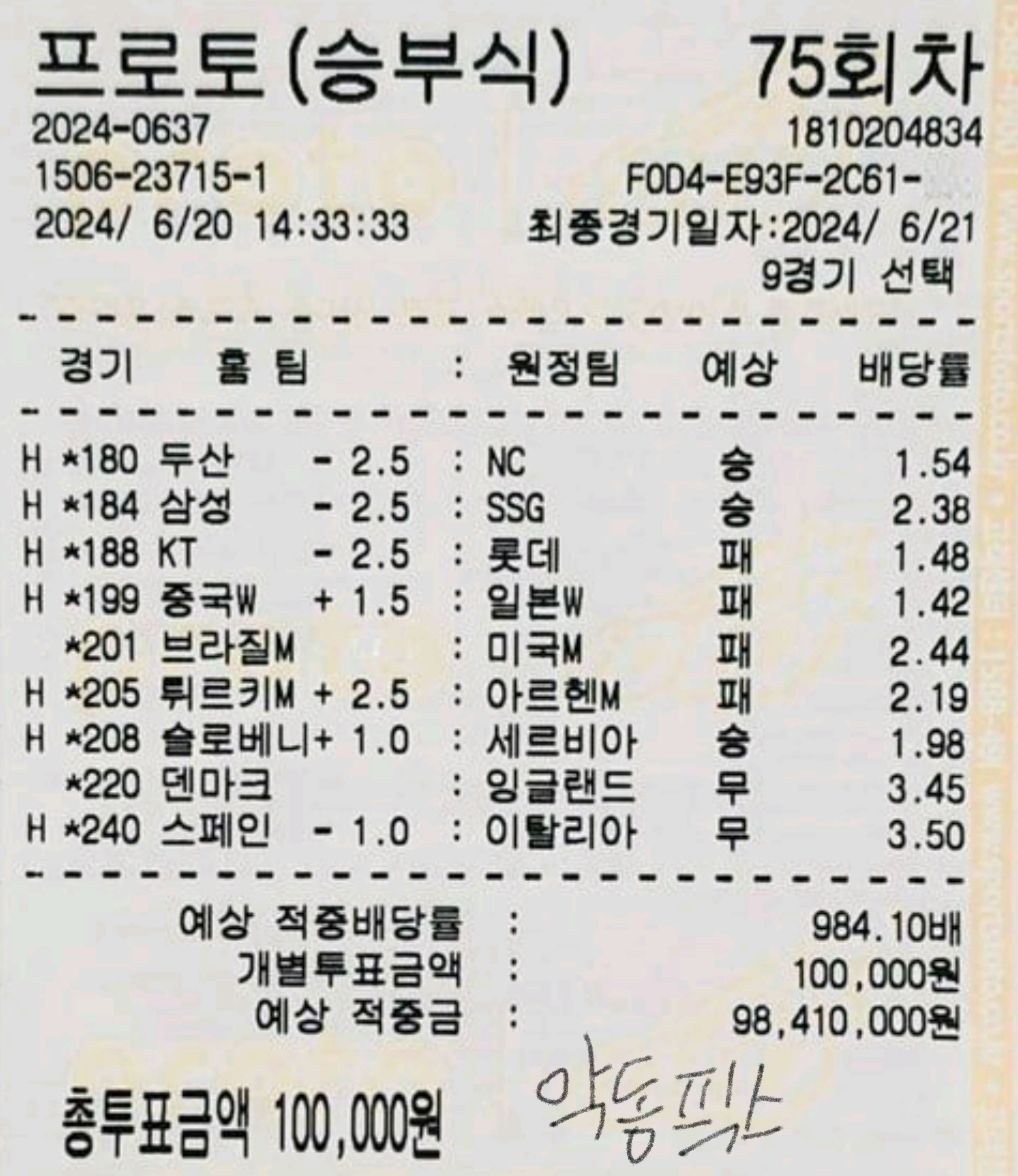 프로토(승부식) 75회차
2024-0637 1810204834
1506-23715-1 F0D4-E93F-2C61-
2024/ 6/20 14:33:33 최종경기일자:2024/ 6/21
9경기 선택
경기 홈 팀 : 원정팀 예상 배당률
H *180 두산 - 2.5 : NC 승 1.54
H *184 삼성 - 2.5 : SSG 승 2.38
H *188 KT - 2.5 : 롯데 패 1.48
H *199 중국W + 1.5 : 일본W 패 1.42
*201 브라질M : 미국M 패 2.44
H *205 튀르키M + 2.5 : 아르헨M 패 2.19
H *208 슬로베니+ 1.0 : 세르비아 승 1.98
*220 덴마크 : 잉글랜드 무 3.45
H *240 스페인 - 1.0 : 이탈리아 무 3.50
예상 적중배당률 : 984.10배
개별투표금액 : 100,000원
예상 적중금 : 98,410,000원
총투표금액 100,000원
악동픽스